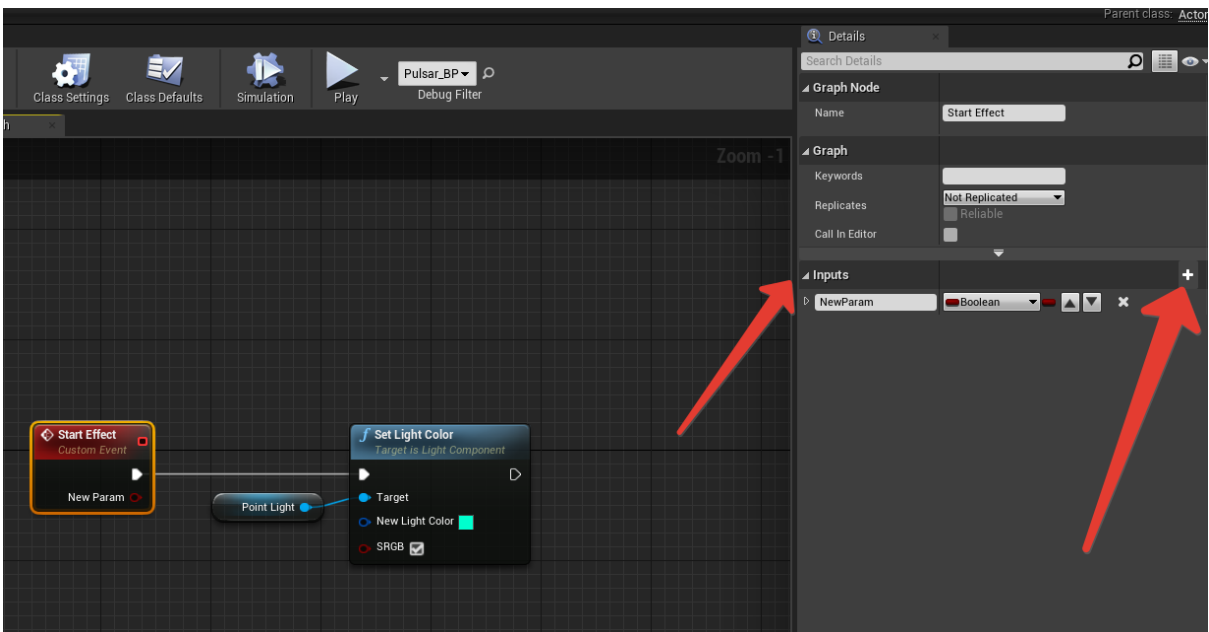 Parent class: Actor
Details
Search Details
Class Settings
Class Defaults
Simulation
Play
Pulsar_BP
Debug Filter
h
Zoom -1
Graph Node
Name
Start Effect
Graph
Keywords
Replicates
Not Replicated
Reliable
Call In Editor
Inputs
NewParam
Boolean
Start Effect
Custom Event
New Param
Point Light
Set Light Color
Target is Light Component
Target
New Light Color
SRGB